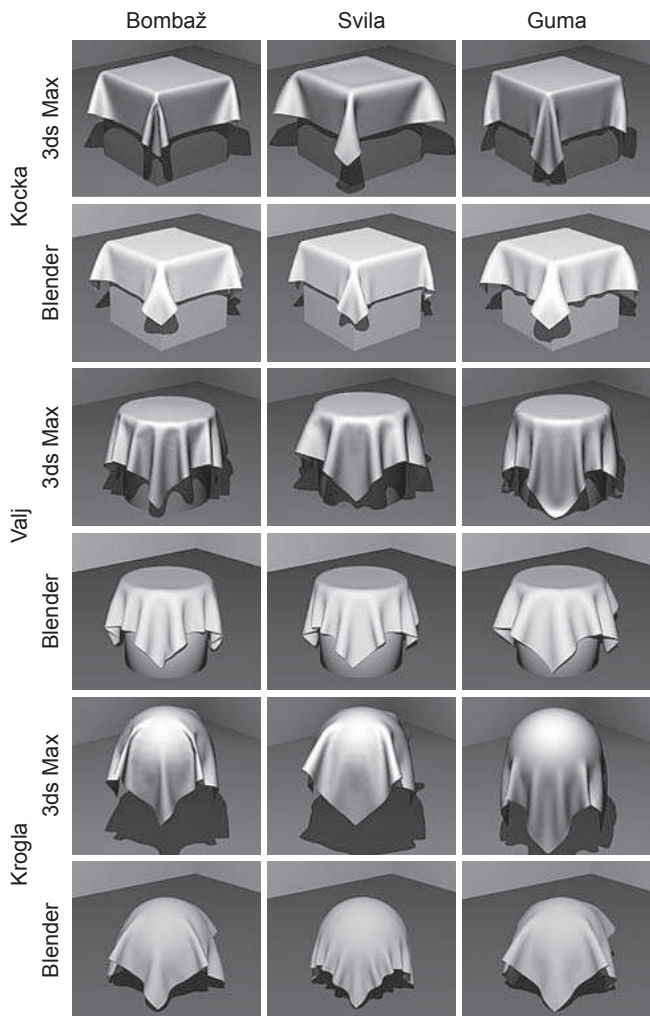 Bombaž Svila Guma
Kocka
3ds Max
Blender
Valj
3ds Max
Blender
Krogla
3ds Max
Blender